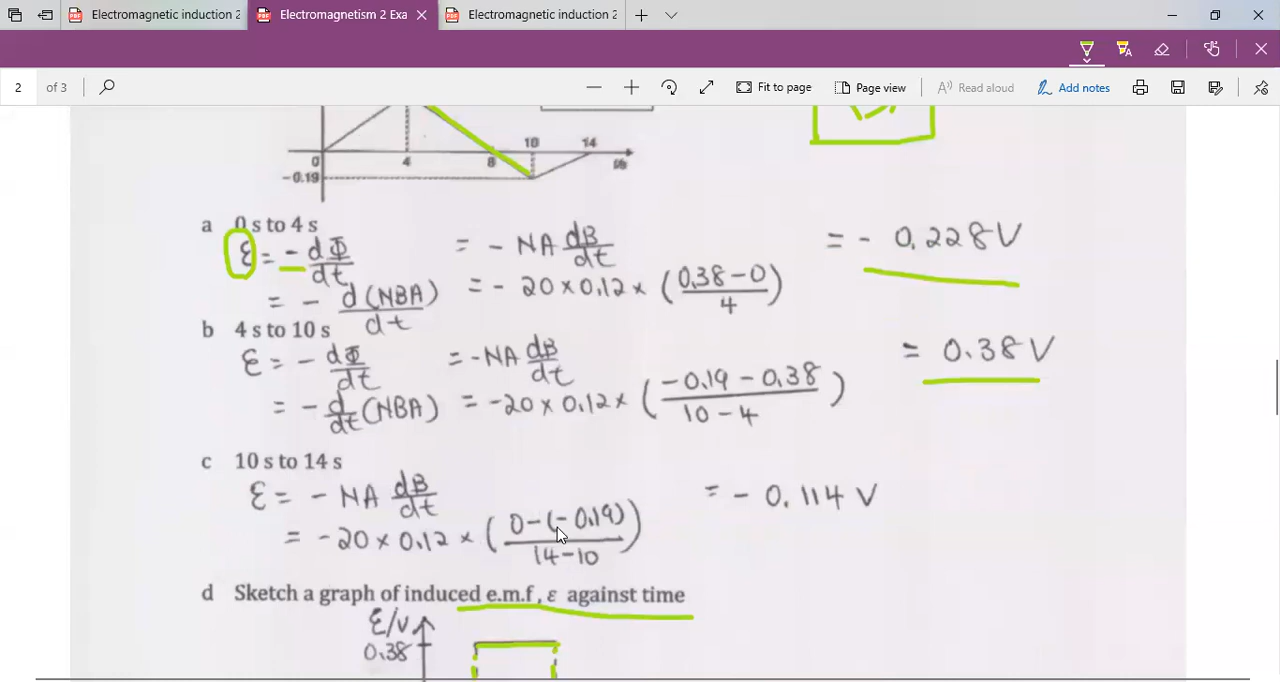 Electromagnetic induction 2
Electromagnetism 2 Exa
Electromagnetic induction 2
2 of 3
Fit to page
Page view
Read aloud
Add notes
0 4 8 10 14
-0.19
a 0 s to 4 s
ε = - dΦ/dt = - NA dB/dt = - 0.228 V
= - d(NBA)/dt = - 20 × 0.12 × (0.38 - 0 / 4)
b 4 s to 10 s
ε = - dΦ/dt = -NA dB/dt = 0.38 V
= - d/dt (NBA) = -20 × 0.12 × (-0.19 - 0.38 / 10 - 4)
c 10 s to 14 s
ε = - NA dB/dt = - 0.114 V
= -20 × 0.12 × (0-(-0.19) / 14-10)
d Sketch a graph of induced e.m.f, ε against time
ε/V
0.38